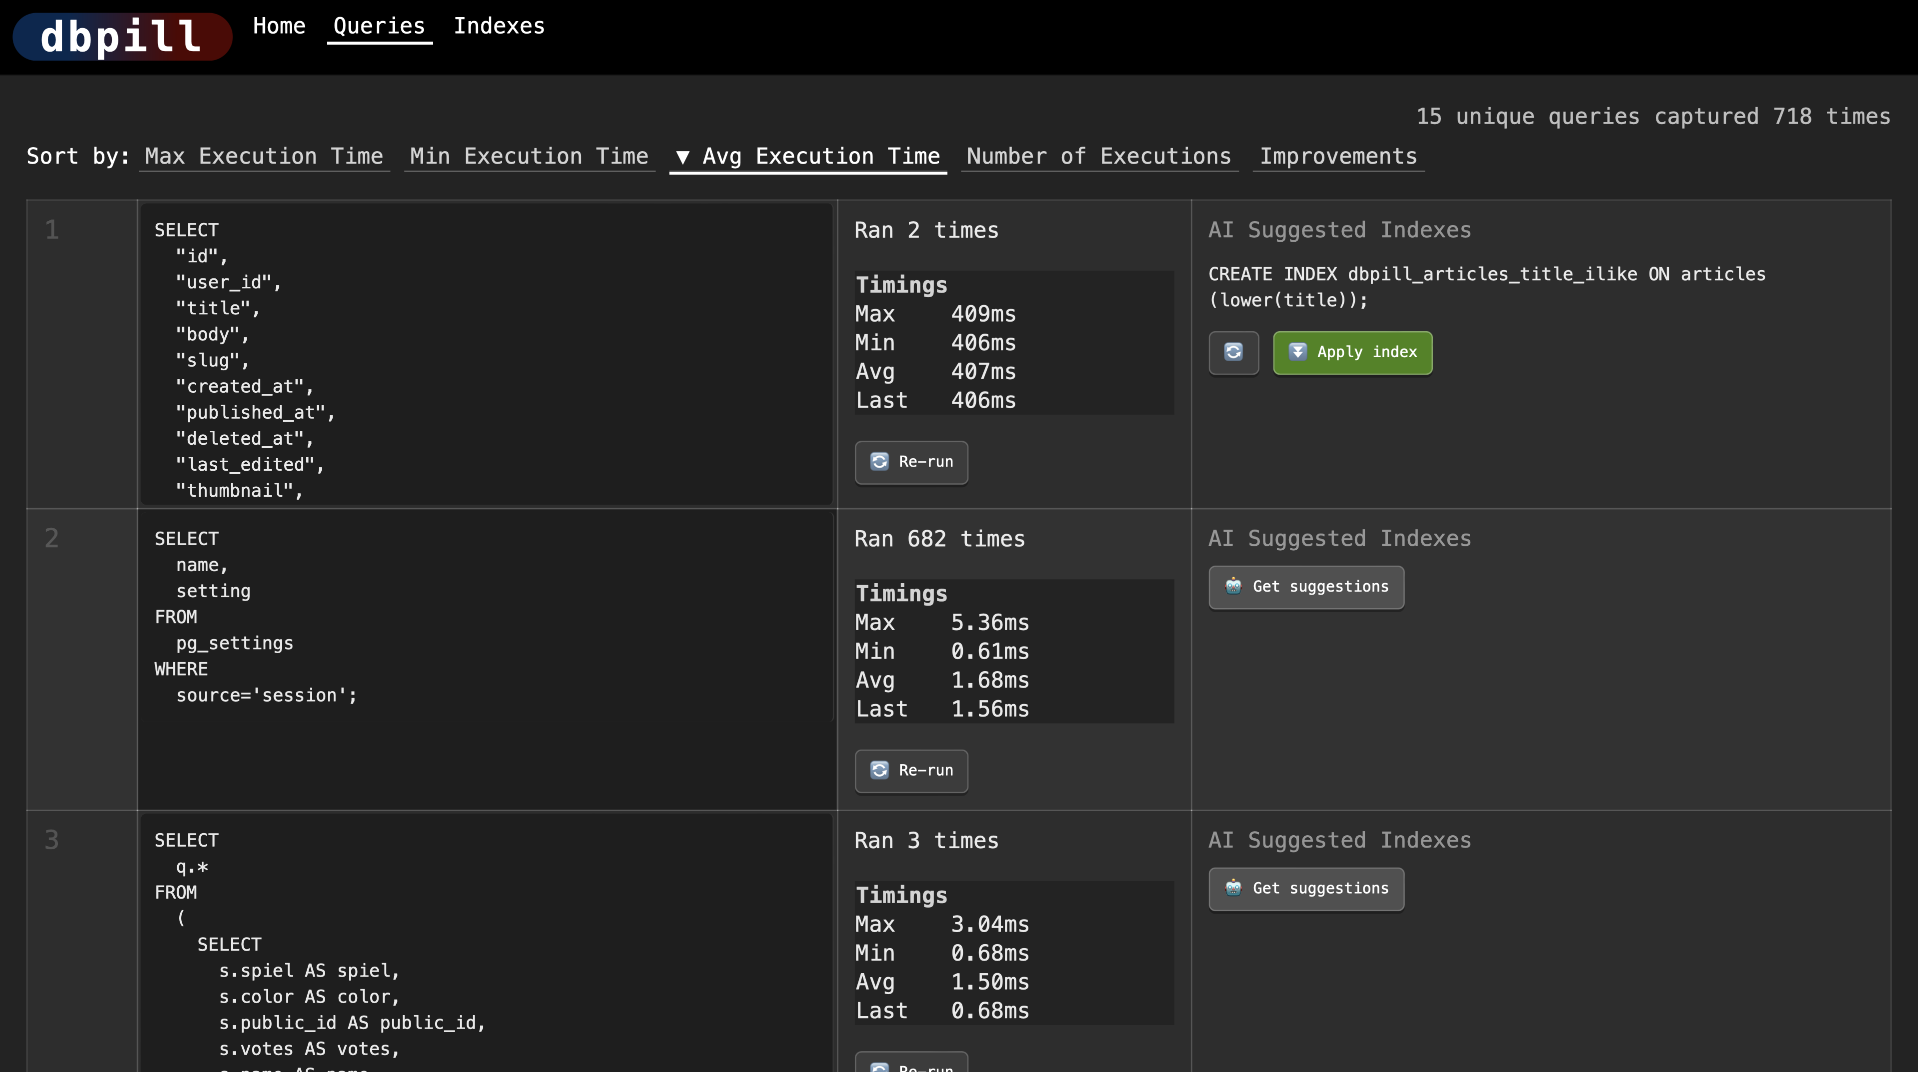 dbpill
Home Queries Indexes
15 unique queries captured 718 times
Sort by: Max Execution Time Min Execution Time ▼ Avg Execution Time Number of Executions Improvements
1
SELECT
"id",
"user_id",
"title",
"body",
"slug",
"created_at",
"published_at",
"deleted_at",
"last_edited",
"thumbnail",
Ran 2 times
Timings
Max 409ms
Min 406ms
Avg 407ms
Last 406ms
Re-run
AI Suggested Indexes
CREATE INDEX dbpill_articles_title_ilike ON articles
(lower(title));
Apply index
2
SELECT
name,
setting
FROM
pg_settings
WHERE
source='session';
Ran 682 times
Timings
Max 5.36ms
Min 0.61ms
Avg 1.68ms
Last 1.56ms
Re-run
AI Suggested Indexes
Get suggestions
3
SELECT
q.*
FROM
(
SELECT
s.spiel AS spiel,
s.color AS color,
s.public_id AS public_id,
s.votes AS votes,
Ran 3 times
Timings
Max 3.04ms
Min 0.68ms
Avg 1.50ms
Last 0.68ms
Re-run
AI Suggested Indexes
Get suggestions